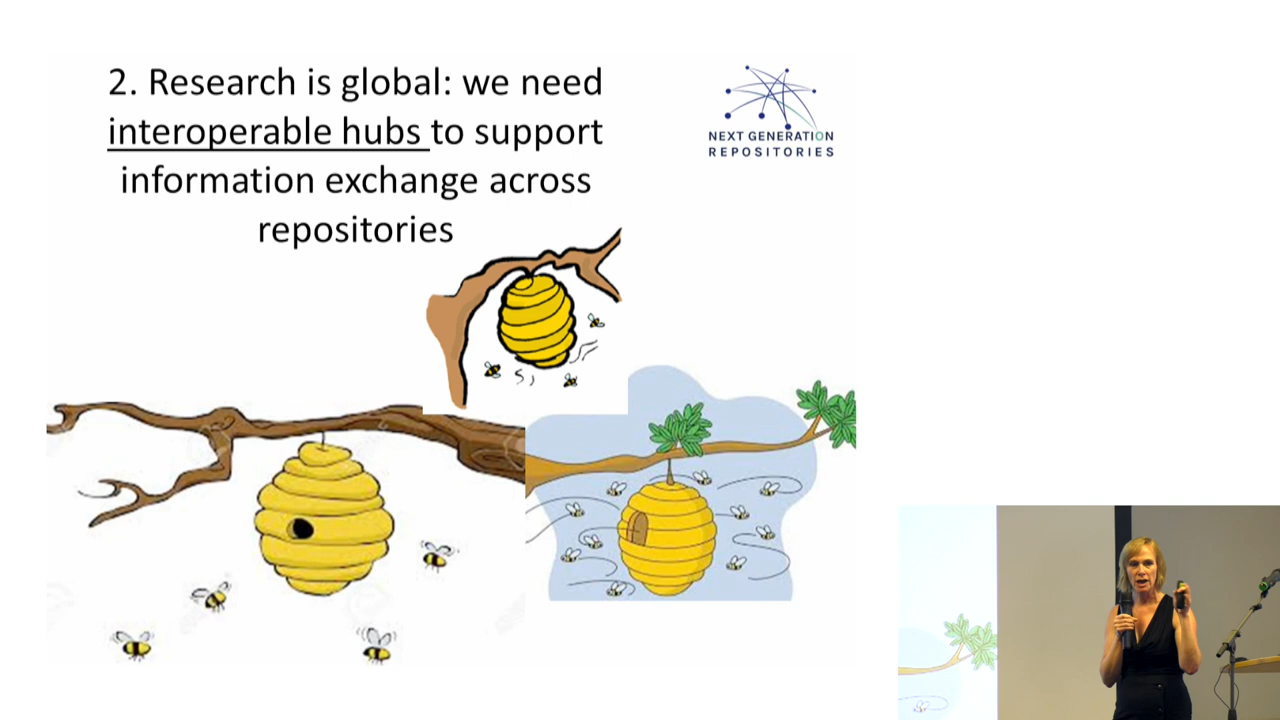 2. Research is global: we need
interoperable hubs to support
information exchange across
repositories
NEXT GENERATION
REPOSITORIES